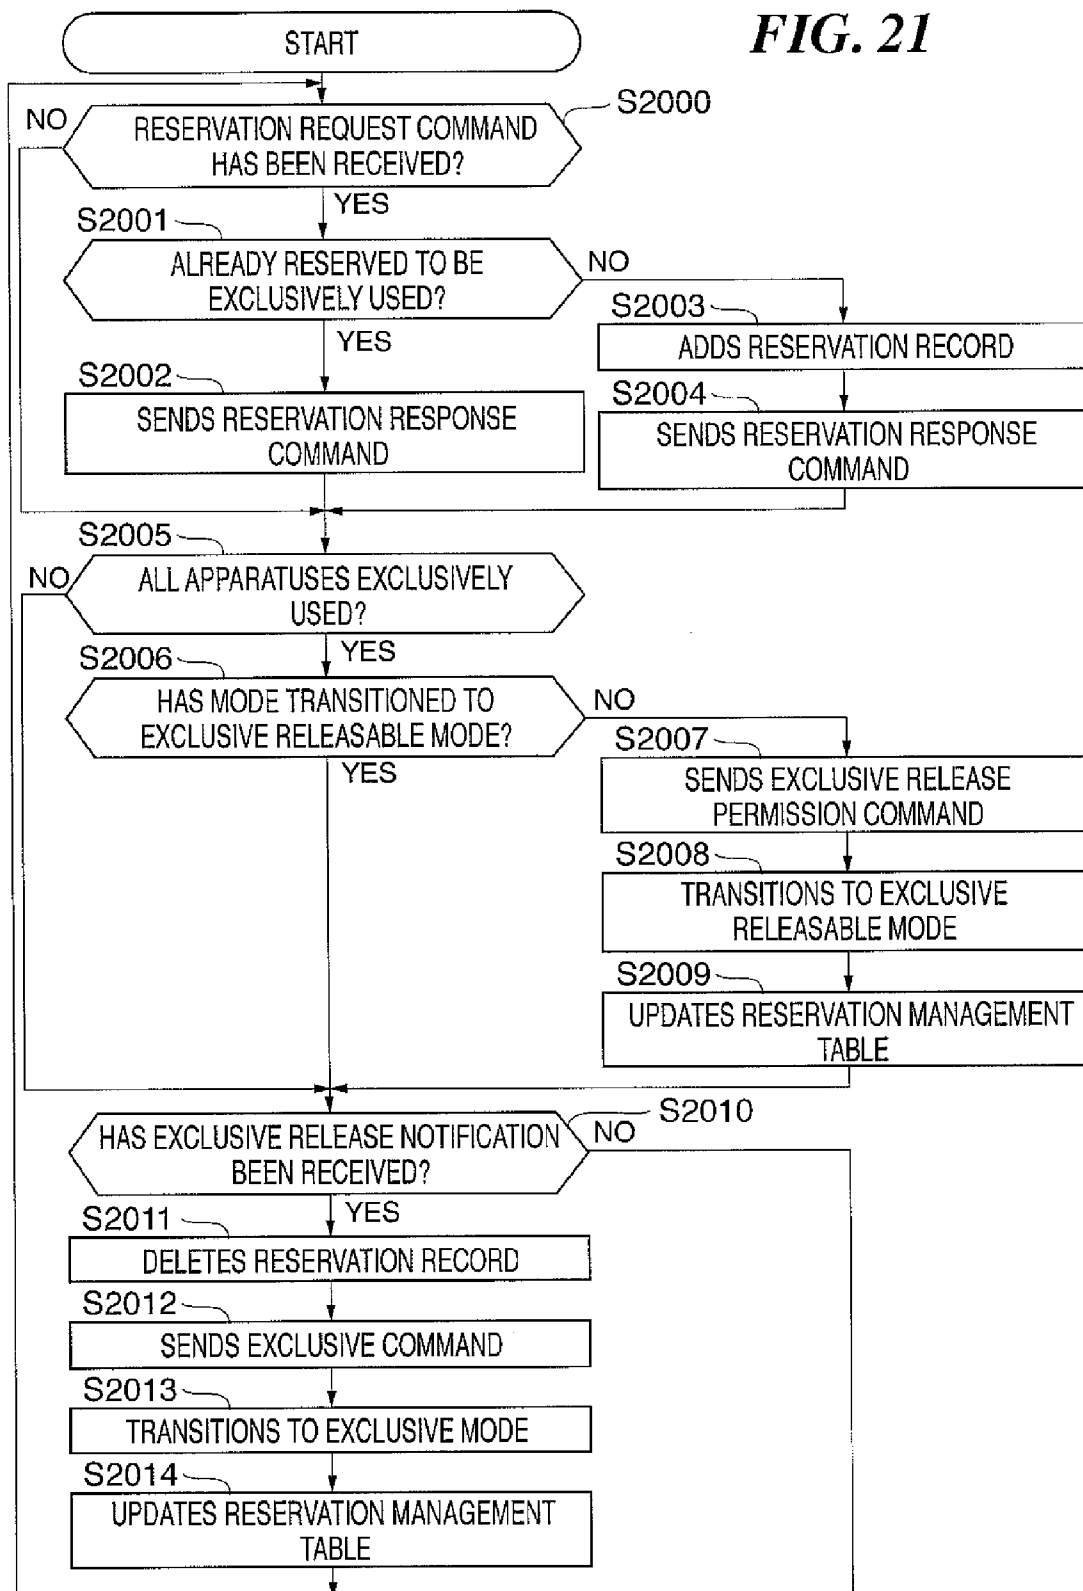 FIG. 21
START
S2000
NO
RESERVATION REQUEST COMMAND
HAS BEEN RECEIVED?
YES
S2001
ALREADY RESERVED TO BE
EXCLUSIVELY USED?
NO
YES
S2003
ADDS RESERVATION RECORD
S2002
SENDS RESERVATION RESPONSE
COMMAND
S2004
SENDS RESERVATION RESPONSE
COMMAND
S2005
NO
ALL APPARATUSES EXCLUSIVELY
USED?
YES
S2006
HAS MODE TRANSITIONED TO
EXCLUSIVE RELEASABLE MODE?
NO
YES
S2007
SENDS EXCLUSIVE RELEASE
PERMISSION COMMAND
S2008
TRANSITIONS TO EXCLUSIVE
RELEASABLE MODE
S2009
UPDATES RESERVATION MANAGEMENT
TABLE
S2010
HAS EXCLUSIVE RELEASE NOTIFICATION
BEEN RECEIVED?
NO
YES
S2011
DELETES RESERVATION RECORD
S2012
SENDS EXCLUSIVE COMMAND
S2013
TRANSITIONS TO EXCLUSIVE MODE
S2014
UPDATES RESERVATION MANAGEMENT
TABLE